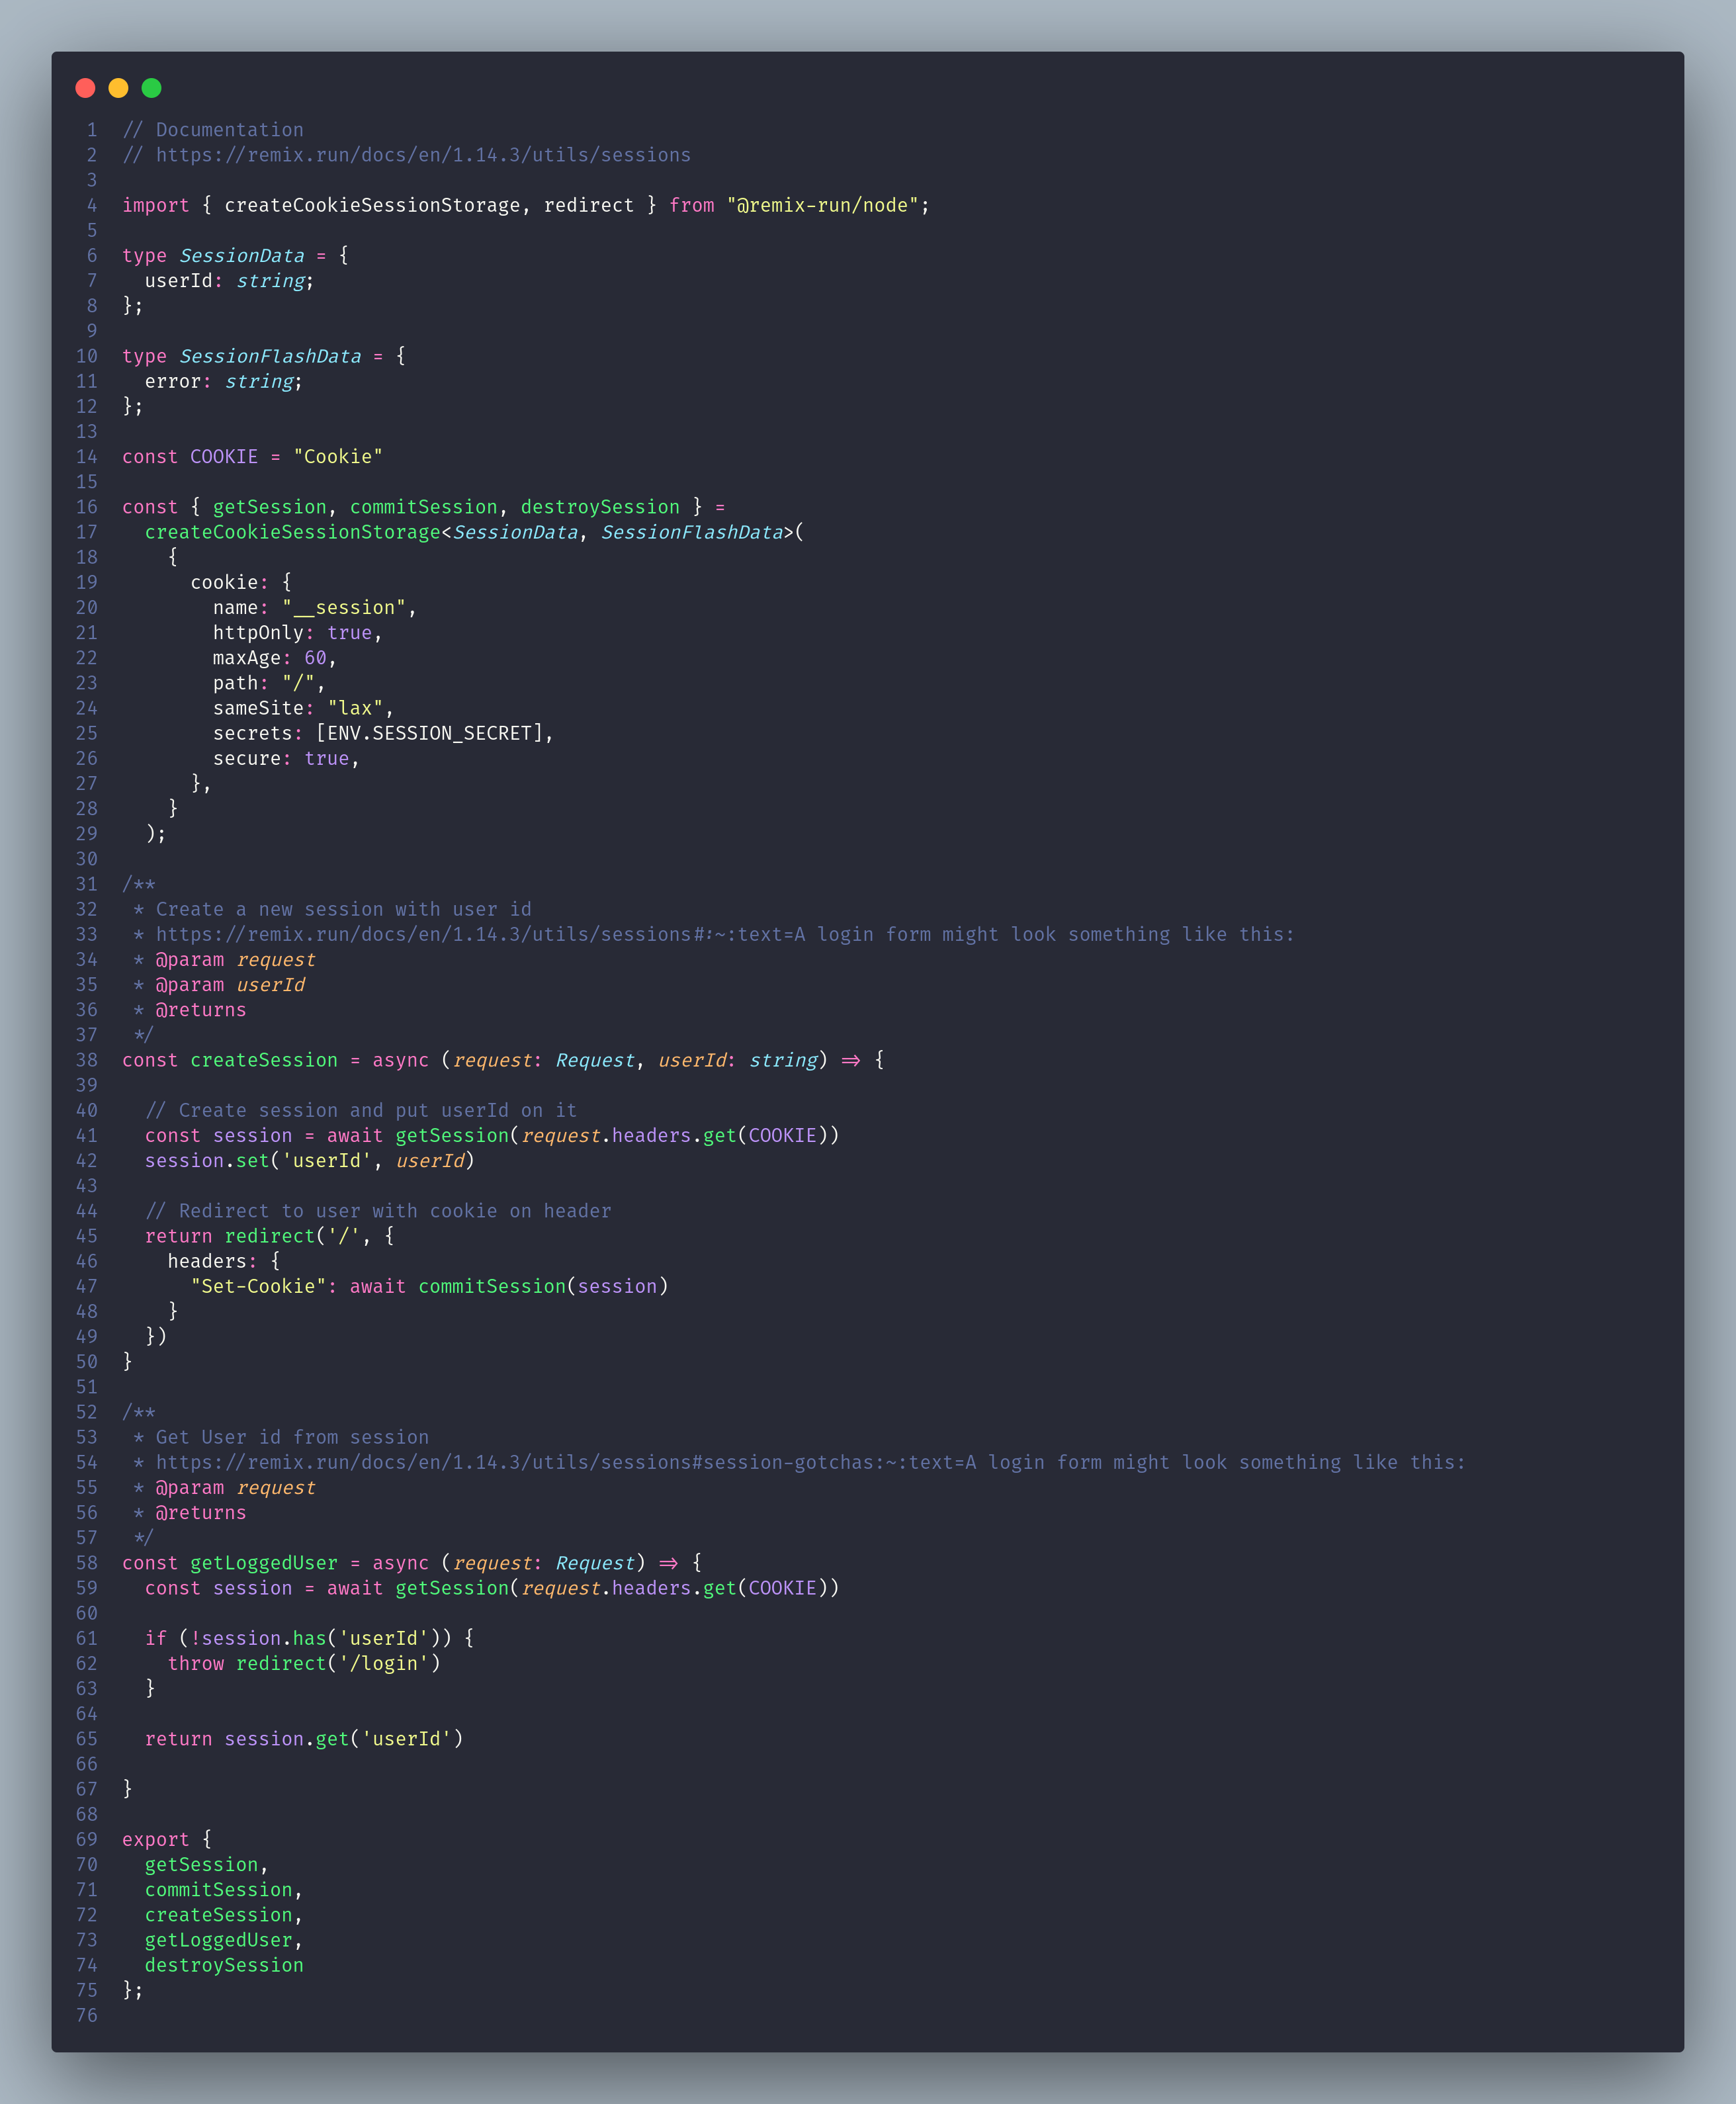 1 // Documentation
2 // https://remix.run/docs/en/1.14.3/utils/sessions
3
4 import { createCookieSessionStorage, redirect } from "@remix-run/node";
5
6 type SessionData = {
7   userId: string;
8 };
9
10 type SessionFlashData = {
11   error: string;
12 };
13
14 const COOKIE = "Cookie"
15
16 const { getSession, commitSession, destroySession } =
17   createCookieSessionStorage<SessionData, SessionFlashData>(
18     {
19       cookie: {
20         name: "__session",
21         httpOnly: true,
22         maxAge: 60,
23         path: "/",
24         sameSite: "lax",
25         secrets: [ENV.SESSION_SECRET],
26         secure: true,
27       },
28     }
29   );
30
31 /**
32  * Create a new session with user id
33  * https://remix.run/docs/en/1.14.3/utils/sessions#:~:text=A login form might look something like this:
34  * @param request
35  * @param userId
36  * @returns
37  */
38 const createSession = async (request: Request, userId: string) => {
39
40   // Create session and put userId on it
41   const session = await getSession(request.headers.get(COOKIE))
42   session.set('userId', userId)
43
44   // Redirect to user with cookie on header
45   return redirect('/', {
46     headers: {
47       "Set-Cookie": await commitSession(session)
48     }
49   })
50 }
51
52 /**
53  * Get User id from session
54  * https://remix.run/docs/en/1.14.3/utils/sessions#session-gotchas:~:text=A login form might look something like this:
55  * @param request
56  * @returns
57  */
58 const getLoggedUser = async (request: Request) => {
59   const session = await getSession(request.headers.get(COOKIE))
60
61   if (!session.has('userId')) {
62     throw redirect('/login')
63   }
64
65   return session.get('userId')
66
67 }
68
69 export {
70   getSession,
71   commitSession,
72   createSession,
73   getLoggedUser,
74   destroySession
75 };
76